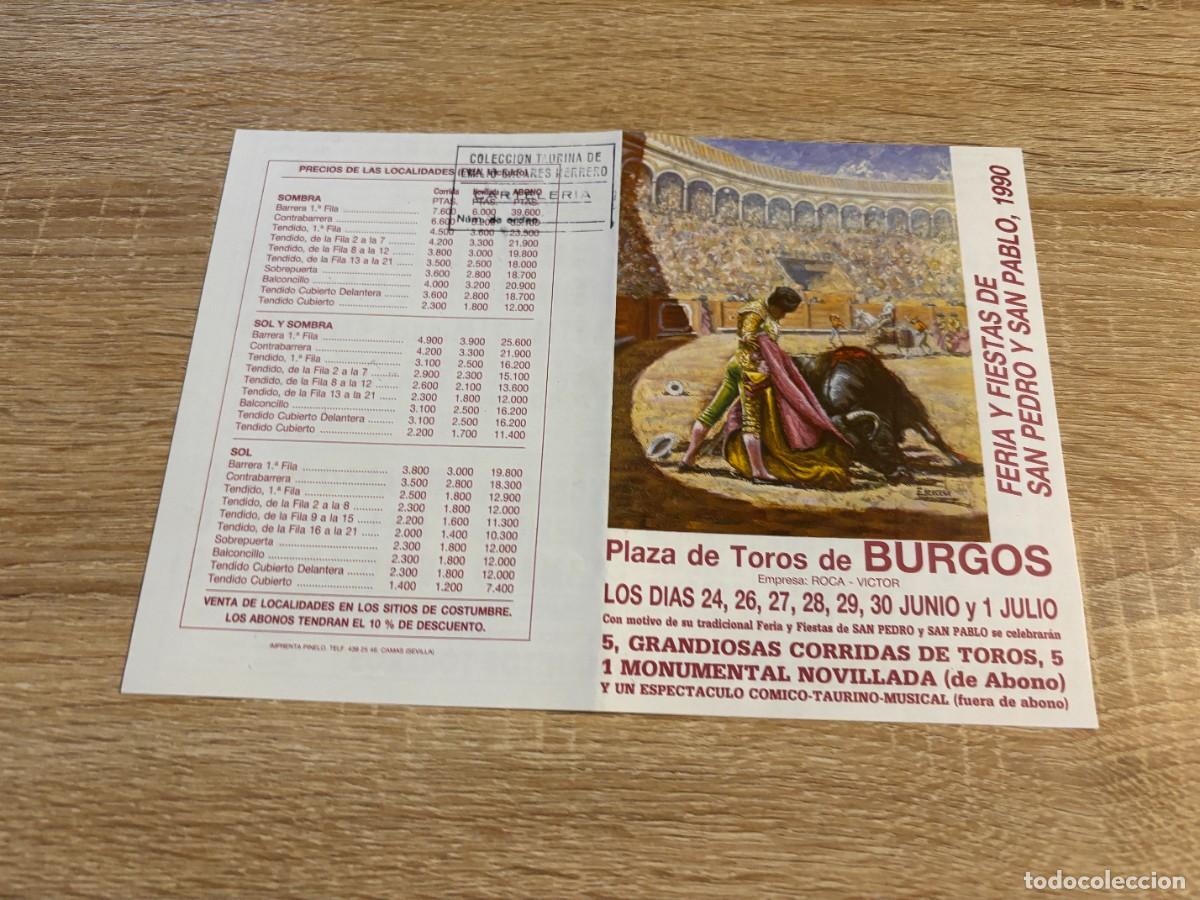 PRECIOS DE LAS LOCALIDADES (I.V.A. incluido)
COLECCION TAURINA DE
HERRERO
CARTELERIA
Núm. de orden
Corrida Novillada ABONO
SOMBRA PTAS. PTAS. PTAS.
Barrera 1.ª Fila 7.600 6.000 39.600
Contrabarrera 6.600
Tendido, 1.ª Fila 4.500 3.600 23.500
Tendido, de la Fila 2 a la 7 4.200 3.300 21.900
Tendido, de la Fila 8 a la 12 3.800 3.000 19.800
Tendido, de la Fila 13 a la 21 3.500 2.500 18.000
Sobrepuerta 3.600 2.800 18.700
Balconcillo 4.000 3.200 20.900
Tendido Cubierto Delantera 3.600 2.800 18.700
Tendido Cubierto 2.300 1.800 12.000
SOL Y SOMBRA
Barrera 1.ª Fila 4.900 3.900 25.600
Contrabarrera 4.200 3.300 21.900
Tendido, 1.ª Fila 3.100 2.500 16.200
Tendido, de la Fila 2 a la 7 2.900 2.300 15.100
Tendido, de la Fila 8 a la 12 2.600 2.100 13.600
Tendido, de la Fila 13 a la 21 2.300 1.800 12.000
Balconcillo 3.100 2.500 16.200
Tendido Cubierto Delantera 3.100 2.500 16.200
Tendido Cubierto 2.200 1.700 11.400
SOL
Barrera 1.ª Fila 3.800 3.000 19.800
Contrabarrera 3.500 2.800 18.300
Tendido, 1.ª Fila 2.500 1.800 12.900
Tendido, de la Fila 2 a la 8 2.300 1.800 12.000
Tendido, de la Fila 9 a la 15 2.200 1.600 11.300
Tendido, de la Fila 16 a la 21 2.000 1.400 10.300
Sobrepuerta 2.300 1.800 12.000
Balconcillo 2.300 1.800 12.000
Tendido Cubierto Delantera 2.300 1.800 12.000
Tendido Cubierto 1.400 1.200 7.400
VENTA DE LOCALIDADES EN LOS SITIOS DE COSTUMBRE.
LOS ABONOS TENDRAN EL 10 % DE DESCUENTO.
IMPRENTA PINELO. TELF. 439 25 46. CAMAS (SEVILLA)
FERIA Y FIESTAS DE
SAN PEDRO Y SAN PABLO, 1990
Plaza de Toros de BURGOS
Empresa: ROCA - VICTOR
LOS DIAS 24, 26, 27, 28, 29, 30 JUNIO y 1 JULIO
Con motivo de su tradicional Feria y Fiestas de SAN PEDRO y SAN PABLO se celebrarán
5, GRANDIOSAS CORRIDAS DE TOROS, 5
1 MONUMENTAL NOVILLADA (de Abono)
Y UN ESPECTACULO COMICO-TAURINO-MUSICAL (fuera de abono)
todocoleccion